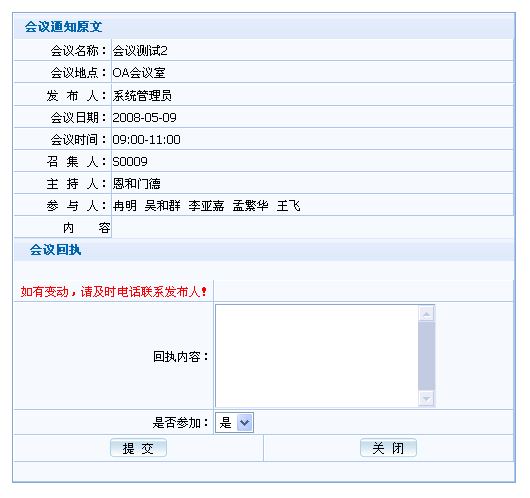 会议通知原文
会议名称：会议测试2
会议地点：OA会议室
发 布 人：系统管理员
会议日期：2008-05-09
会议时间：09:00-11:00
召 集 人：S0009
主 持 人：恩和门德
参 与 人：冉明 吴和群 李亚嘉 孟繁华 王飞
内 容
会议回执
如有变动，请及时电话联系发布人！
回执内容：
是否参加：是
提 交 关 闭